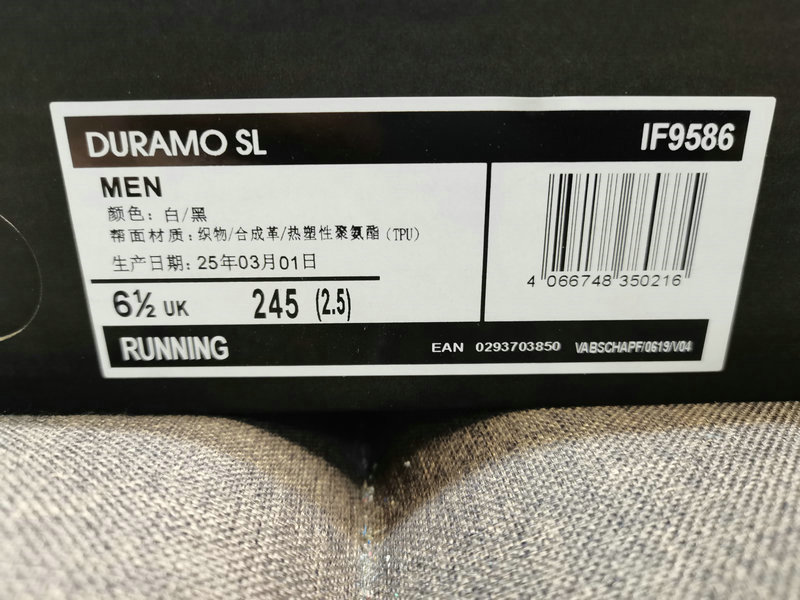 DURAMO SL IF9586
MEN
颜色：白/黑
帮面材质：织物/合成革/热塑性聚氨酯（TPU）
生产日期：25年03月01日
4 066748 350216
6½ UK 245 (2.5)
RUNNING EAN 0293703850 VABSCHAPF/0619/V04